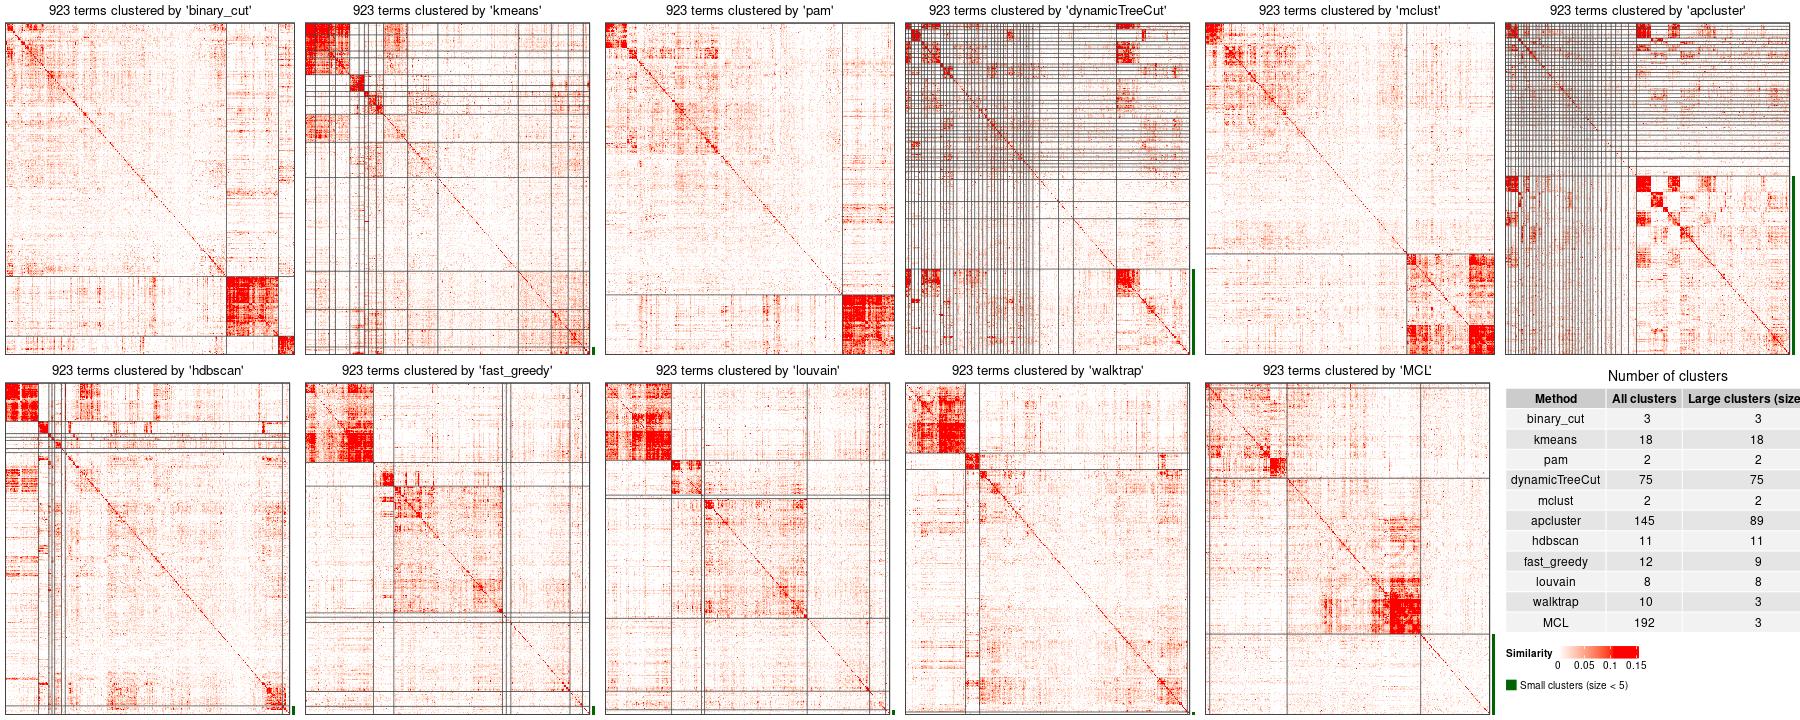 923 terms clustered by 'binary_cut'
923 terms clustered by 'kmeans'
923 terms clustered by 'pam'
923 terms clustered by 'dynamicTreeCut'
923 terms clustered by 'mclust'
923 terms clustered by 'apcluster'
923 terms clustered by 'hdbscan'
923 terms clustered by 'fast_greedy'
923 terms clustered by 'louvain'
923 terms clustered by 'walktrap'
923 terms clustered by 'MCL'
Number of clusters
Method All clusters Large clusters (size
binary_cut 3 3
kmeans 18 18
pam 2 2
dynamicTreeCut 75 75
mclust 2 2
apcluster 145 89
hdbscan 11 11
fast_greedy 12 9
louvain 8 8
walktrap 10 3
MCL 192 3
Similarity
0 0.05 0.1 0.15
Small clusters (size < 5)